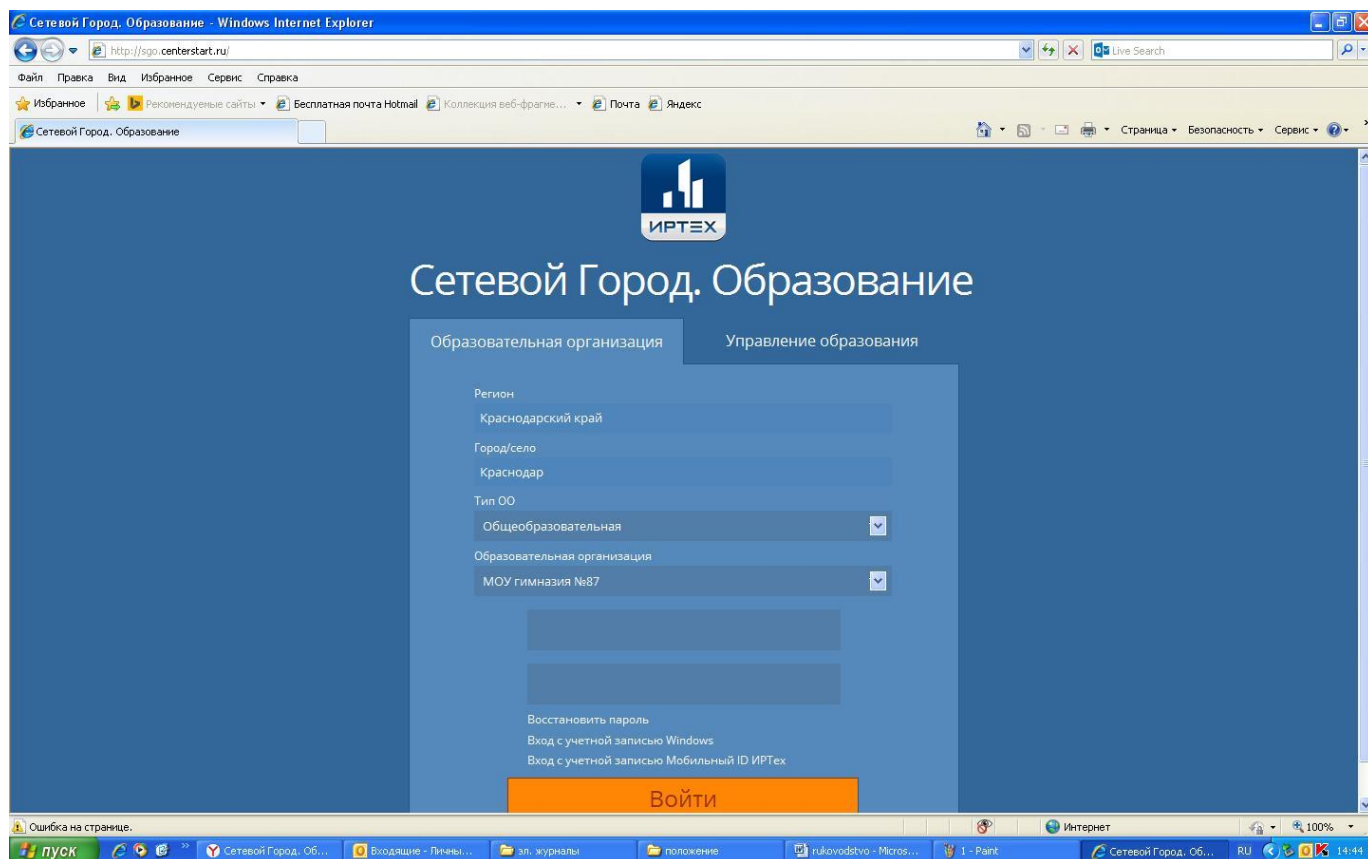 Сетевой Город. Образование - Windows Internet Explorer
http://sgo.centerstart.ru/
Live Search
Файл Правка Вид Избранное Сервис Справка
Избранное Рекомендуемые сайты Бесплатная почта Hotmail Коллекция веб-фрагме... Почта Яндекс
Сетевой Город. Образование
Страница Безопасность Сервис
ИРТЕХ
Сетевой Город. Образование
Образовательная организация Управление образования
Регион
Краснодарский край
Город/село
Краснодар
Тип ОО
Общеобразовательная
Образовательная организация
МОУ гимназия №87
Восстановить пароль
Вход с учетной записью Windows
Вход с учетной записью Мобильный ID ИРТех
Войти
Ошибка на странице. Интернет 100%
пуск Сетевой Город. Об... Входящие - Личны... эл. журналы положение rukovodstvo - Micros... 1 - Paint Сетевой Город. Об... RU 14:44